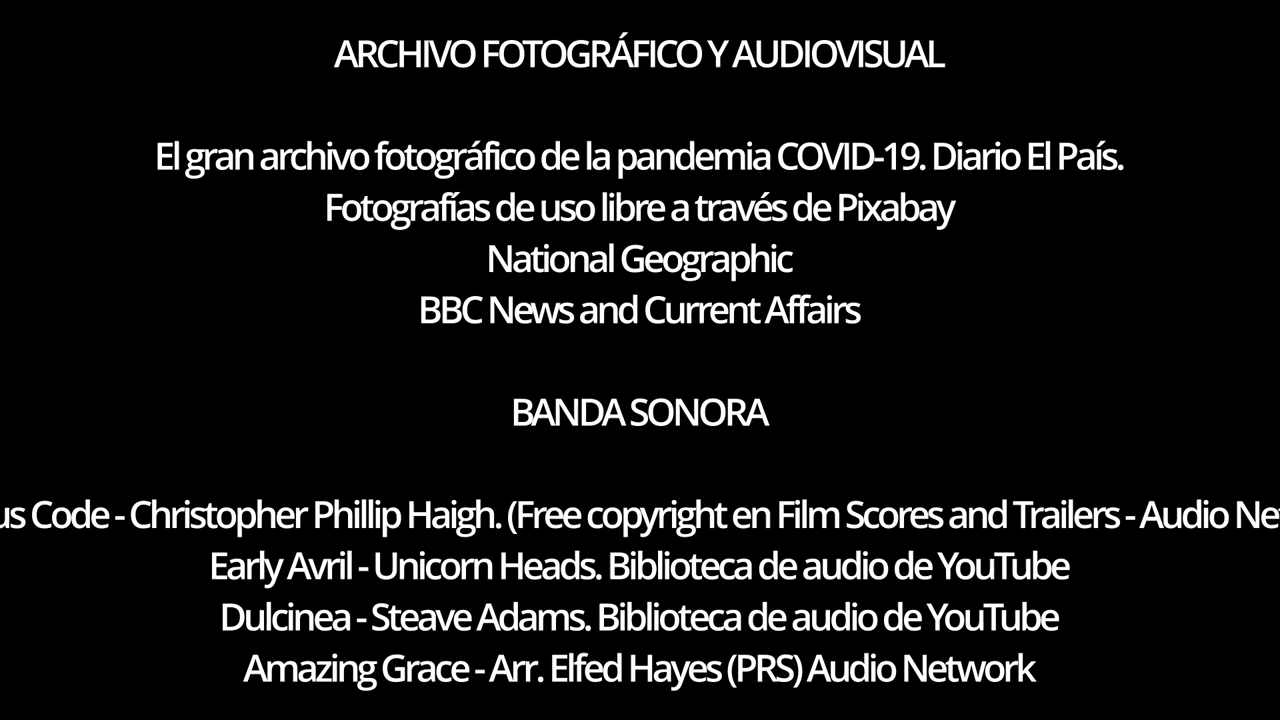 ARCHIVO FOTOGRÁFICO Y AUDIOVISUAL
El gran archivo fotográfico de la pandemia COVID-19. Diario El País.
Fotografías de uso libre a través de Pixabay
National Geographic
BBC News and Current Affairs
BANDA SONORA
Code - Christopher Phillip Haigh. (Free copyright en Film Scores and Trailers - Audio
Early Avril - Unicorn Heads. Biblioteca de audio de YouTube
Dulcinea - Steave Adams. Biblioteca de audio de YouTube
Amazing Grace - Arr. Elfed Hayes (PRS) Audio Network